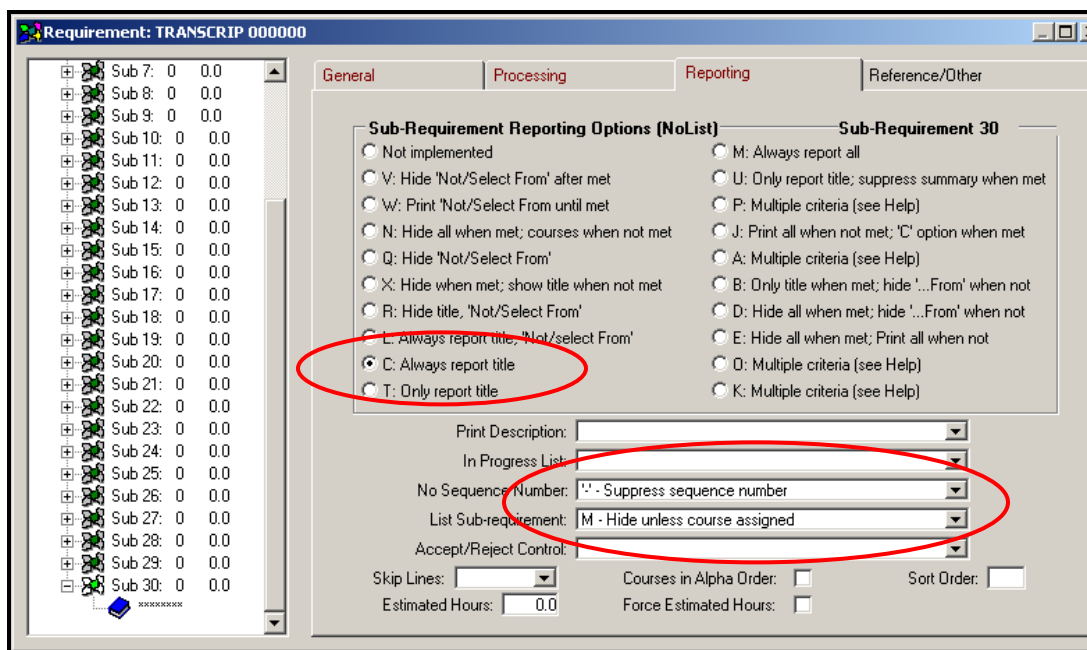 Requirement: TRANSCRIP 000000
Sub 7: 0 0.0
Sub 8: 0 0.0
Sub 9: 0 0.0
Sub 10: 0 0.0
Sub 11: 0 0.0
Sub 12: 0 0.0
Sub 13: 0 0.0
Sub 14: 0 0.0
Sub 15: 0 0.0
Sub 16: 0 0.0
Sub 17: 0 0.0
Sub 18: 0 0.0
Sub 19: 0 0.0
Sub 20: 0 0.0
Sub 21: 0 0.0
Sub 22: 0 0.0
Sub 23: 0 0.0
Sub 24: 0 0.0
Sub 25: 0 0.0
Sub 26: 0 0.0
Sub 27: 0 0.0
Sub 28: 0 0.0
Sub 29: 0 0.0
Sub 30: 0 0.0
********
General Processing Reporting Reference/Other
Sub-Requirement Reporting Options (NoList) Sub-Requirement 30
Not implemented
V: Hide 'Not/Select From' after met
W: Print 'Not/Select From until met
N: Hide all when met; courses when not met
Q: Hide 'Not/Select From'
X: Hide when met; show title when not met
R: Hide title, 'Not/Select From'
L: Always report title, 'Not/select From'
C: Always report title
T: Only report title
M: Always report all
U: Only report title; suppress summary when met
P: Multiple criteria (see Help)
J: Print all when not met; 'C' option when met
A: Multiple criteria (see Help)
B: Only title when met; hide '...From' when not
D: Hide all when met; hide '...From' when not
E: Hide all when met; Print all when not
O: Multiple criteria (see Help)
K: Multiple criteria (see Help)
Print Description:
In Progress List:
No Sequence Number: '-' - Suppress sequence number
List Sub-requirement: M - Hide unless course assigned
Accept/Reject Control:
Skip Lines: Courses in Alpha Order: Sort Order:
Estimated Hours: 0.0 Force Estimated Hours: